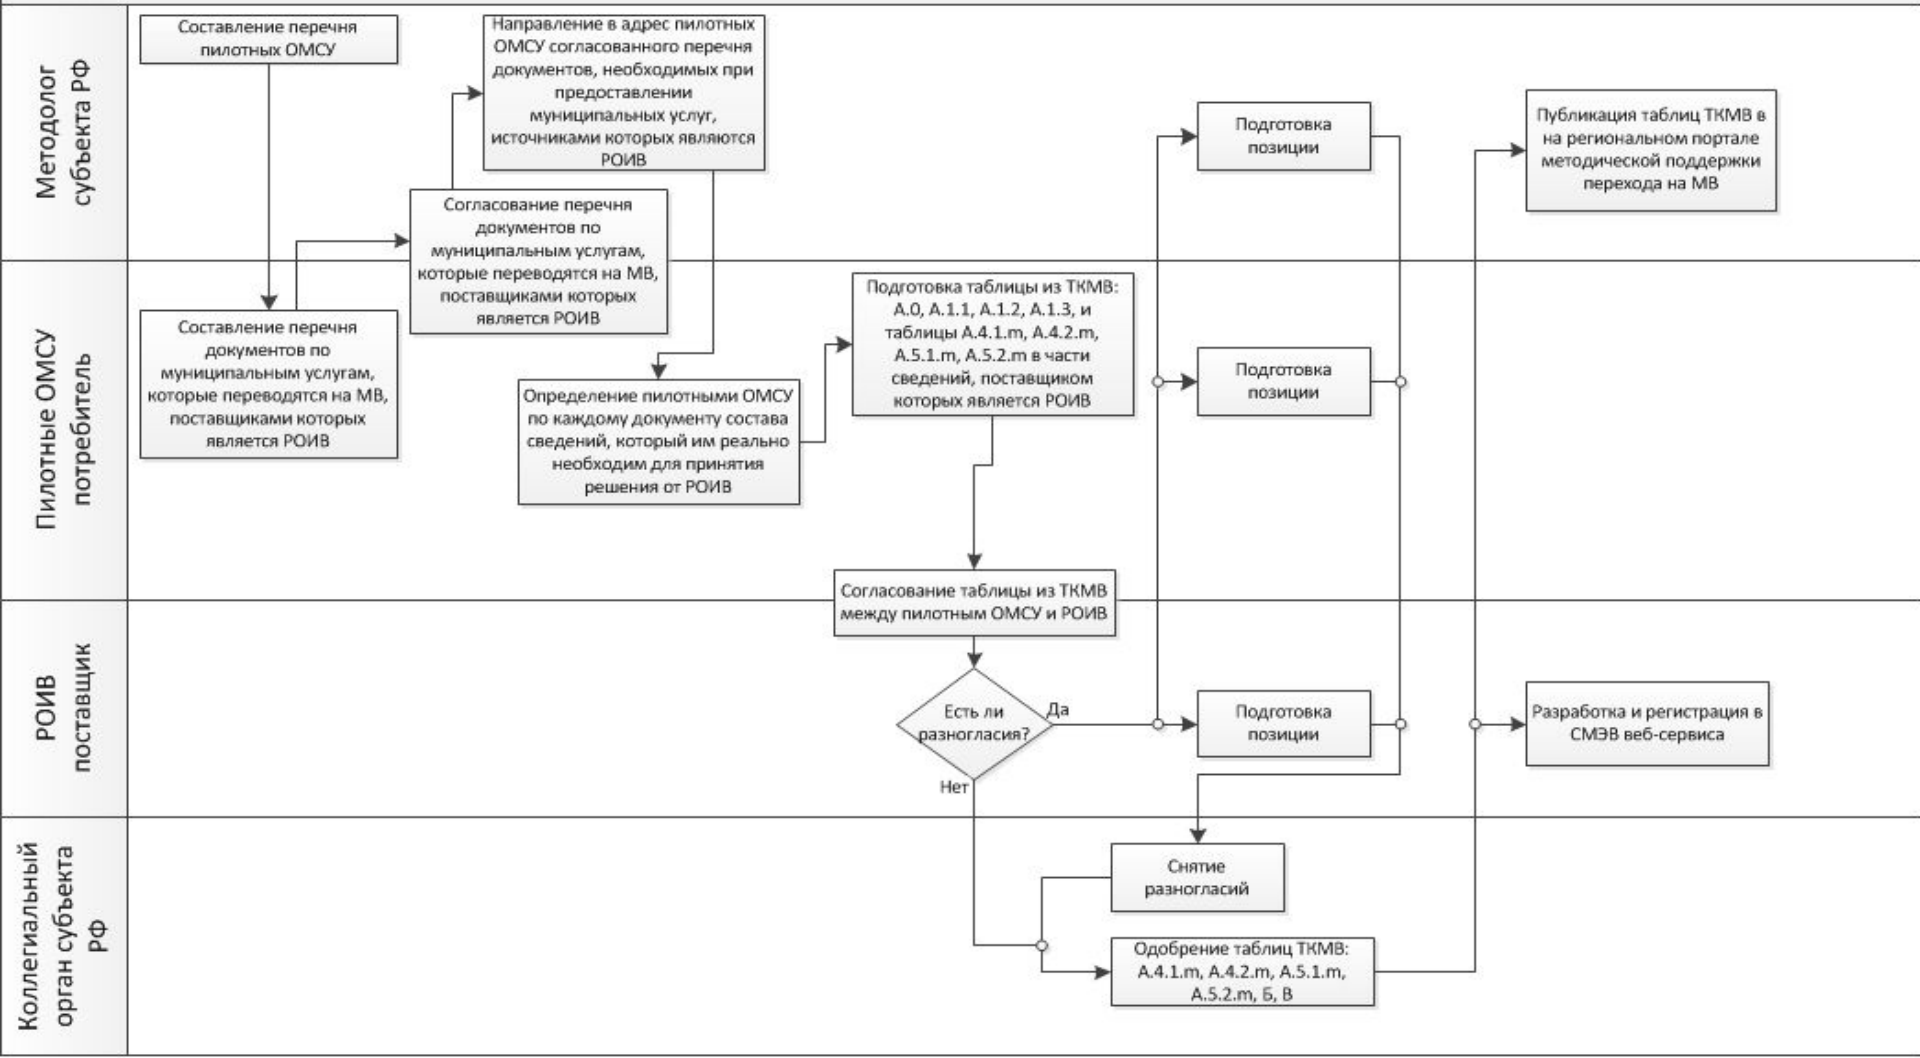 Методолог
субъекта РФ
Составление перечня
пилотных ОМСУ
Направление в адрес пилотных
ОМСУ согласованного перечня
документов, необходимых при
предоставлении
муниципальных услуг,
источниками которых являются
РОИВ
Согласование перечня
документов по
муниципальным услугам,
которые переводятся на МВ,
поставщиками которых
является РОИВ
Подготовка
позиции
Публикация таблиц ТКМВ в
на региональном портале
методической поддержки
перехода на МВ
Пилотные ОМСУ
потребитель
Составление перечня
документов по
муниципальным услугам,
которые переводятся на МВ,
поставщиками которых
является РОИВ
Определение пилотными ОМСУ
по каждому документу состава
сведений, который им реально
необходим для принятия
решения от РОИВ
Подготовка таблицы из ТКМВ:
А.0, А.1.1, А.1.2, А.1.3, и
таблицы А.4.1.m, А.4.2.m,
А.5.1.m, А.5.2.m в части
сведений, поставщиком
которых является РОИВ
Подготовка
позиции
Согласование таблицы из ТКМВ
между пилотным ОМСУ и РОИВ
РОИВ
поставщик
Есть ли
разногласия?
Да
Нет
Подготовка
позиции
Разработка и регистрация в
СМЭВ веб-сервиса
Коллегиальный
орган субъекта
РФ
Снятие
разногласий
Одобрение таблиц ТКМВ:
А.4.1.m, А.4.2.m, А.5.1.m,
А.5.2.m, Б, В